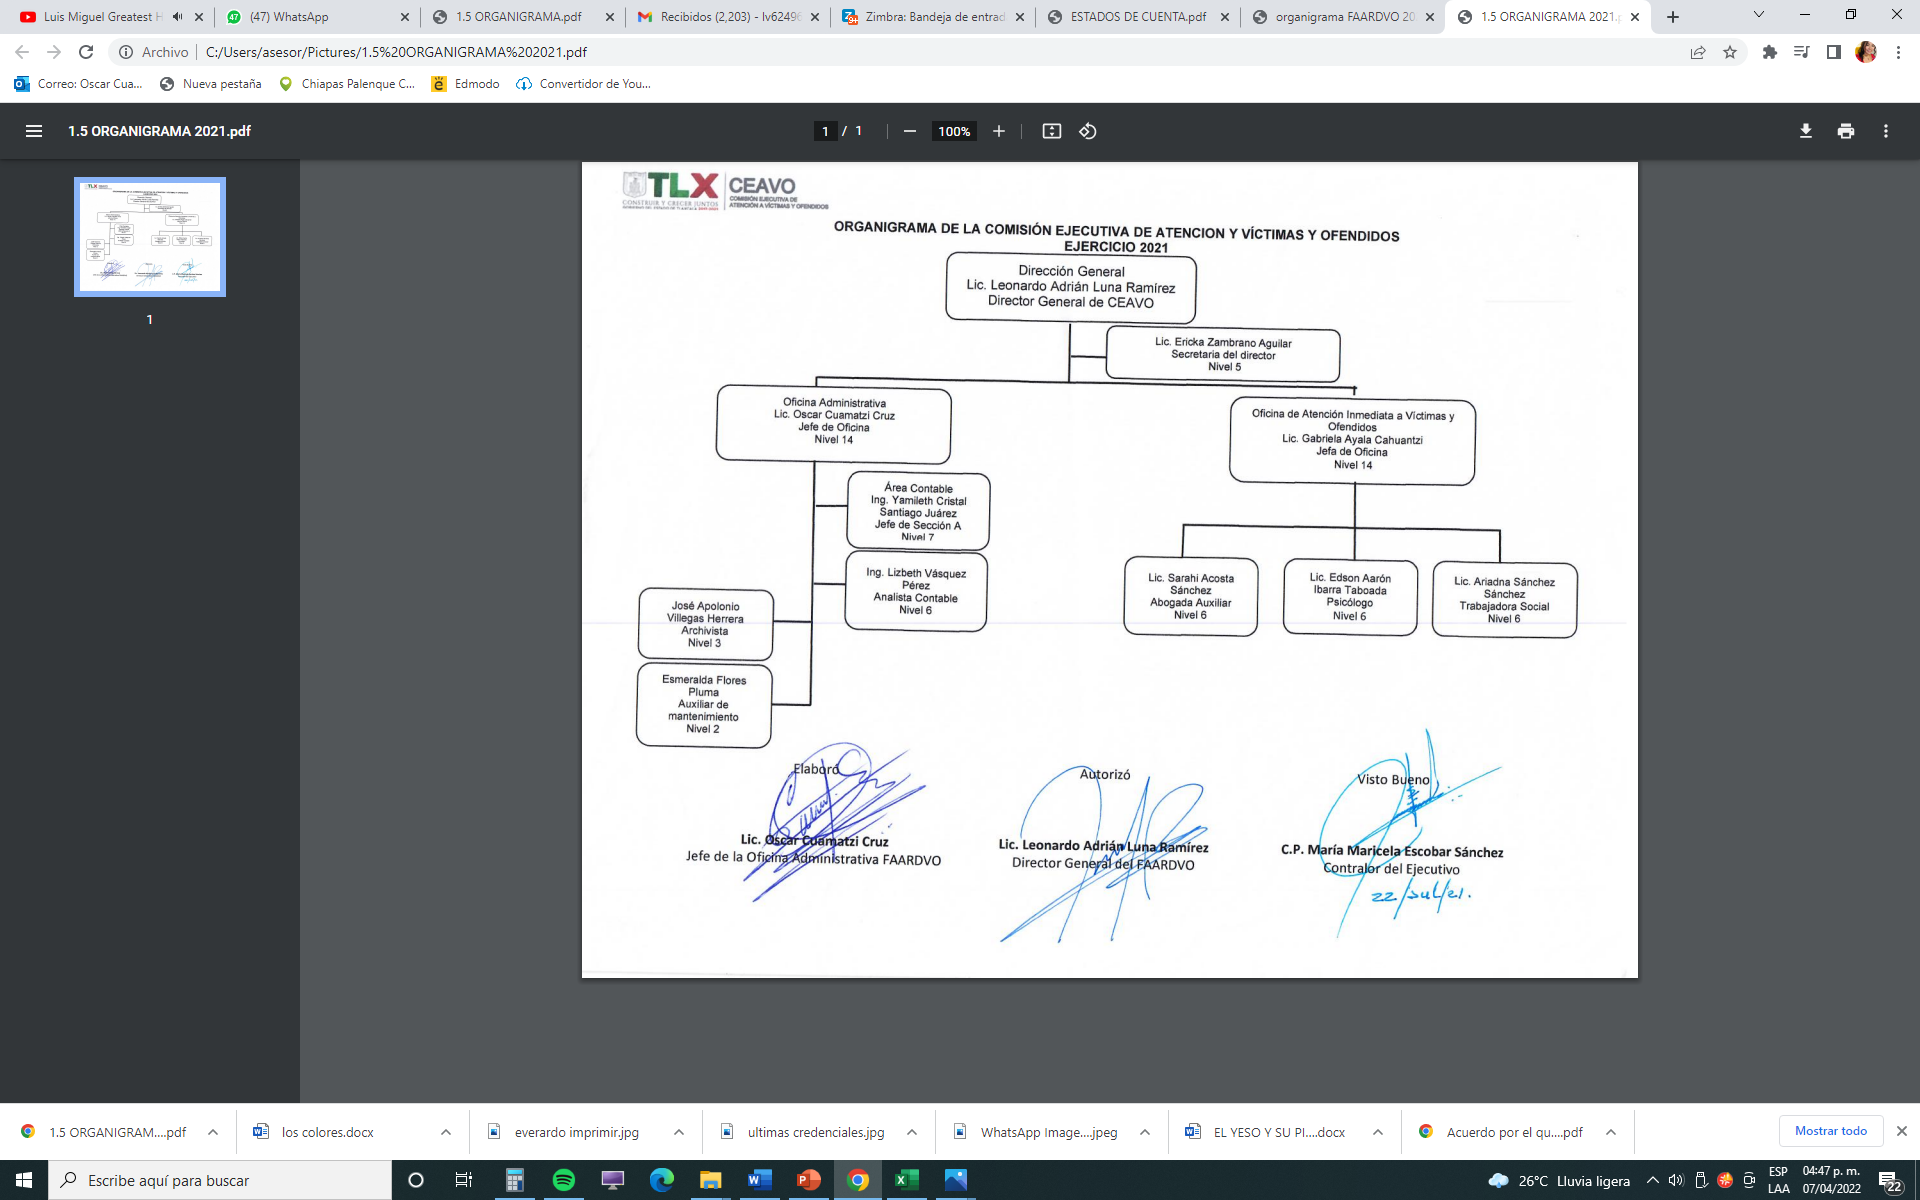 Luis Miguel Greatest H
(47) WhatsApp
1.5 ORGANIGRAMA.pdf
Recibidos (2,203) - lv62496
Zimbra: Bandeja de entrad
ESTADOS DE CUENTA.pdf
organigrama FAARDVO 20
1.5 ORGANIGRAMA 2021.p
Archivo
C:/Users/asesor/Pictures/1.5%20ORGANIGRAMA%202021.pdf
Correo: Oscar Cua...
Nueva pestaña
Chiapas Palenque C...
Edmodo
Convertidor de You...
1.5 ORGANIGRAMA 2021.pdf
1 / 1
100%
1
TLX
CONSTRUIR Y CRECER JUNTOS
CEAVO
COMISIÓN EJECUTIVA DE
ATENCIÓN A VÍCTIMAS Y OFENDIDOS
ORGANIGRAMA DE LA COMISIÓN EJECUTIVA DE ATENCION Y VÍCTIMAS Y OFENDIDOS
EJERCICIO 2021
Dirección General
Lic. Leonardo Adrián Luna Ramírez
Director General de CEAVO
Lic. Ericka Zambrano Aguilar
Secretaria del director
Nivel 5
Oficina Administrativa
Lic. Oscar Cuamatzi Cruz
Jefe de Oficina
Nivel 14
Oficina de Atención Inmediata a Víctimas y
Ofendidos
Lic. Gabriela Ayala Cahuantzi
Jefa de Oficina
Nivel 14
Área Contable
Ing. Yamileth Cristal
Santiago Juárez
Jefe de Sección A
Nivel 7
Ing. Lizbeth Vásquez
Pérez
Analista Contable
Nivel 6
José Apolonio
Villegas Herrera
Archivista
Nivel 3
Esmeralda Flores
Pluma
Auxiliar de
mantenimiento
Nivel 2
Lic. Sarahi Acosta
Sánchez
Abogada Auxiliar
Nivel 6
Lic. Edson Aarón
Ibarra Taboada
Psicólogo
Nivel 6
Lic. Ariadna Sánchez
Sánchez
Trabajadora Social
Nivel 6
Elaboró
Lic. Oscar Cuamatzi Cruz
Jefe de la Oficina Administrativa FAARDVO
Autorizó
Lic. Leonardo Adrián Luna Ramírez
Director General del FAARDVO
Visto Bueno
C.P. María Maricela Escobar Sánchez
Contralor del Ejecutivo
22/Jul/21.
1.5 ORGANIGRAM....pdf
los colores.docx
everardo imprimir.jpg
ultimas credenciales.jpg
WhatsApp Image....jpeg
EL YESO Y SU PI....docx
Acuerdo por el qu....pdf
Mostrar todo
Escribe aquí para buscar
26°C Lluvia ligera
ESP
LAA
04:47 p. m.
07/04/2022
22